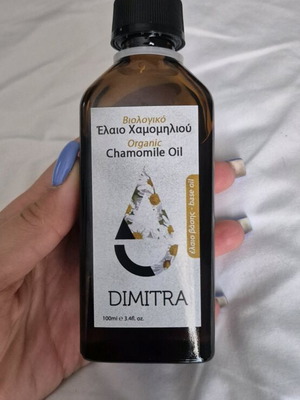 Βιολογικό
Έλαιο Χαμομηλιού
Organic
Chamomile Oil
έλαιο βάσης - base oil
DIMITRA
100ml e 3.4fl. oz.